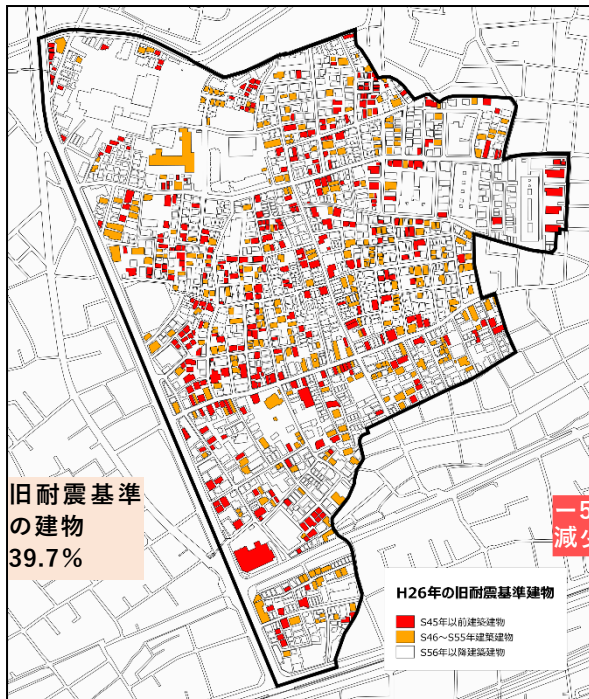 旧耐震基準
の建物
39.7%
－5
減少
H26年の旧耐震基準建物
S45年以前建築建物
S46～S55年建築建物
S56年以降建築建物